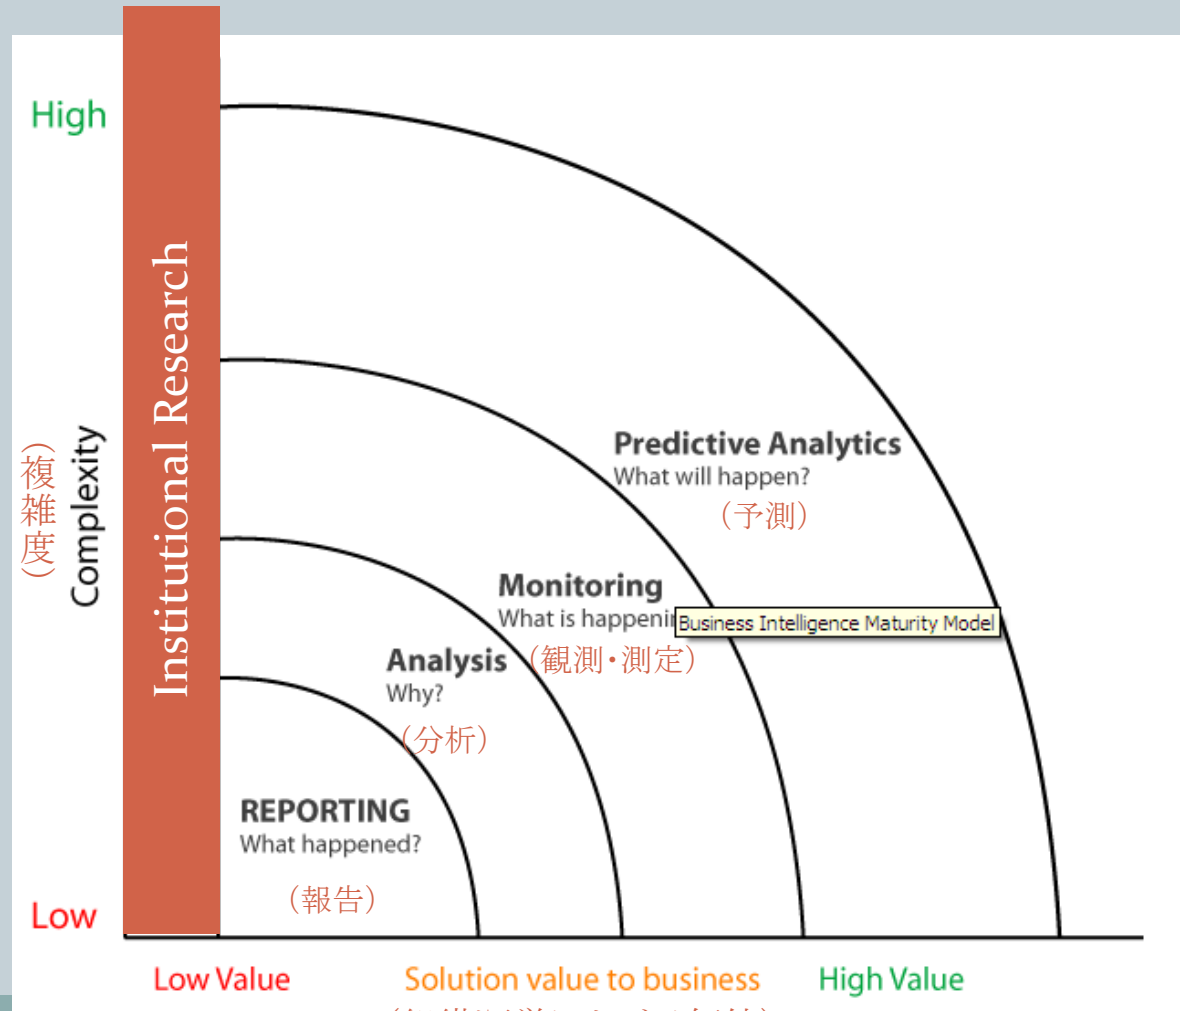 High
Institutional Research
Complexity
（複雑度）
Predictive Analytics
What will happen?
（予測）
Monitoring
What is happenin
Business Intelligence Maturity Model
（観測・測定）
Analysis
Why?
（分析）
REPORTING
What happened?
（報告）
Low
Low Value
Solution value to business
High Value